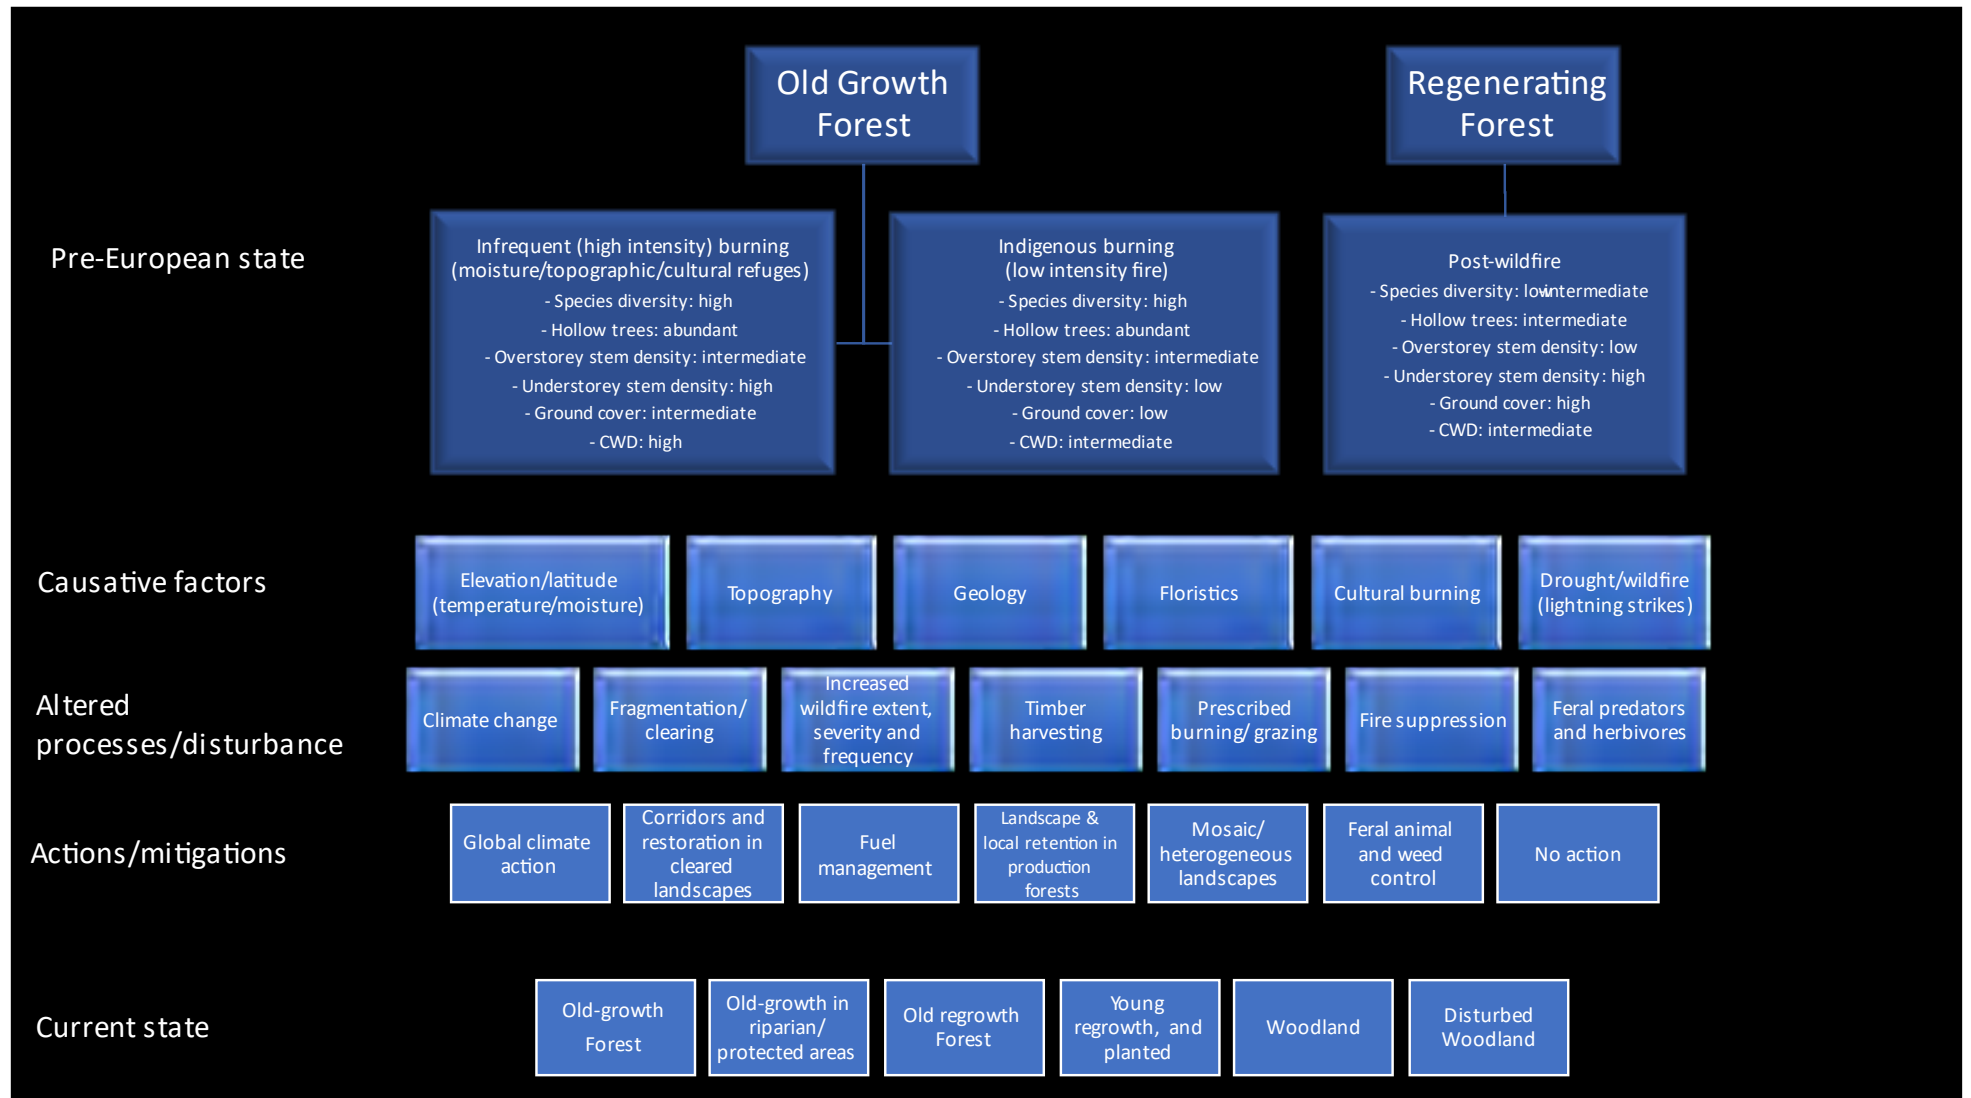 Old Growth
Forest
Regenerating
Forest
Pre-European state
Infrequent (high intensity) burning
(moisture/topographic/cultural refuges)
- Species diversity: high
- Hollow trees: abundant
- Overstorey stem density: intermediate
- Understorey stem density: high
- Ground cover: intermediate
- CWD: high
Indigenous burning
(low intensity fire)
- Species diversity: high
- Hollow trees: abundant
- Overstorey stem density: intermediate
- Understorey stem density: low
- Ground cover: low
- CWD: intermediate
Post-wildfire
- Species diversity: low-intermediate
- Hollow trees: intermediate
- Overstorey stem density: low
- Understorey stem density: high
- Ground cover: high
- CWD: intermediate
Causative factors
Elevation/latitude
(temperature/moisture)
Topography
Geology
Floristics
Cultural burning
Drought/wildfire
(lightning strikes)
Altered
processes/disturbance
Climate change
Fragmentation/
clearing
Increased
wildfire extent,
severity and
frequency
Timber
harvesting
Prescribed
burning/ grazing
Fire suppression
Feral predators
and herbivores
Actions/mitigations
Global climate
action
Corridors and
restoration in
cleared
landscapes
Fuel
management
Landscape &
local retention in
production
forests
Mosaic/
heterogeneous
landscapes
Feral animal
and weed
control
No action
Current state
Old-growth
Forest
Old-growth in
riparian/
protected areas
Old regrowth
Forest
Young
regrowth, and
planted
Woodland
Disturbed
Woodland